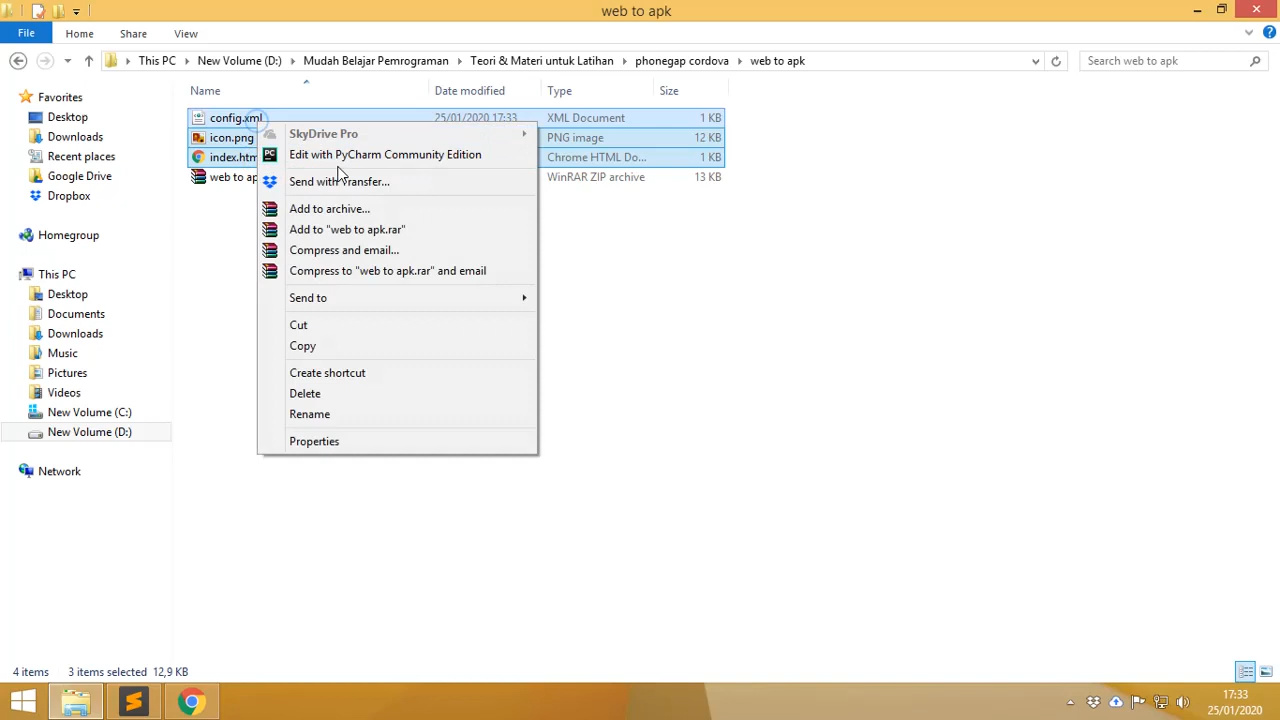 web to apk
File
Home
Share
View
This PC
New Volume (D:)
Mudah Belajar Pemrograman
Teori & Materi untuk Latihan
phonegap cordova
web to apk
Search web to apk
Name
Date modified
Type
Size
config.xml
25/01/2020 17:33
XML Document
1 KB
icon.png
PNG image
12 KB
index.htm
Chrome HTML Do...
1 KB
web to ap
WinRAR ZIP archive
13 KB
Favorites
Desktop
Downloads
Recent places
Google Drive
Dropbox
Homegroup
This PC
Desktop
Documents
Downloads
Music
Pictures
Videos
New Volume (C:)
New Volume (D:)
Network
SkyDrive Pro
Edit with PyCharm Community Edition
Send with Transfer...
Add to archive...
Add to "web to apk.rar"
Compress and email...
Compress to "web to apk.rar" and email
Send to
Cut
Copy
Create shortcut
Delete
Rename
Properties
4 items
3 items selected
12,9 KB
17:33
25/01/2020